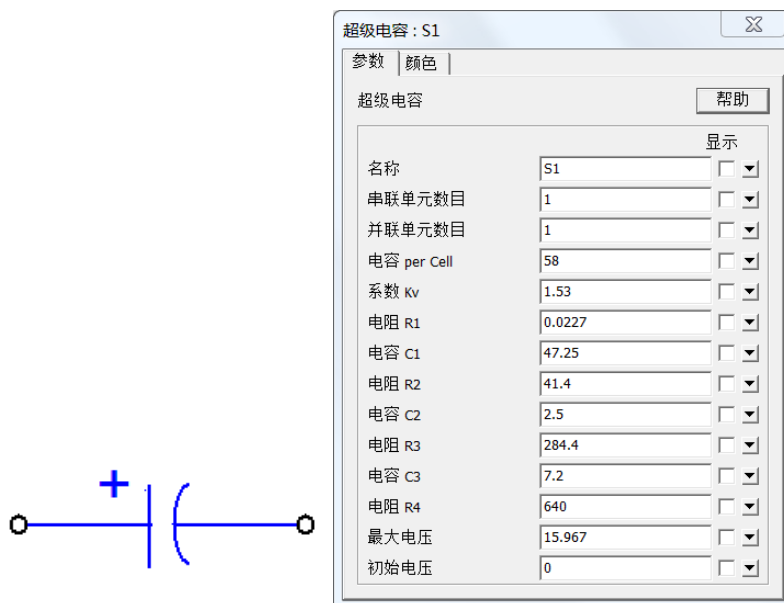 超级电容 : S1
参数 颜色
超级电容 帮助
显示
名称 S1
串联单元数目 1
并联单元数目 1
电容 per Cell 58
系数 Kv 1.53
电阻 R1 0.0227
电容 C1 47.25
电阻 R2 41.4
电容 C2 2.5
电阻 R3 284.4
电容 C3 7.2
电阻 R4 640
最大电压 15.967
初始电压 0
+